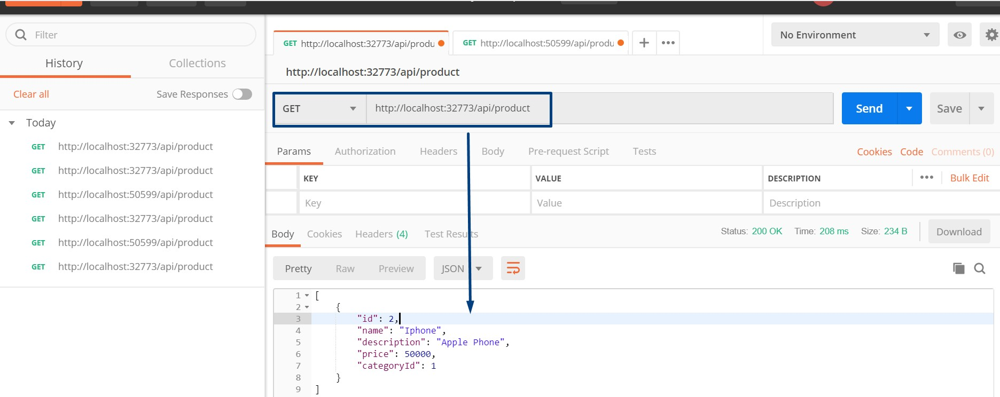 Filter
History Collections
Clear all Save Responses
Today
GET http://localhost:32773/api/product
GET http://localhost:32773/api/product
GET http://localhost:50599/api/product
GET http://localhost:32773/api/product
GET http://localhost:50599/api/product
GET http://localhost:32773/api/product
GET http://localhost:32773/api/produ GET http://localhost:50599/api/produ + •••
No Environment
http://localhost:32773/api/product
GET http://localhost:32773/api/product Send Save
Params Authorization Headers Body Pre-request Script Tests Cookies Code Comments (0)
KEY VALUE DESCRIPTION ••• Bulk Edit
Key Value Description
Body Cookies Headers (4) Test Results Status: 200 OK Time: 208 ms Size: 234 B Download
Pretty Raw Preview JSON
1 [
2 {
3 "id": 2,
4 "name": "Iphone",
5 "description": "Apple Phone",
6 "price": 50000,
7 "categoryId": 1
8 }
9 ]